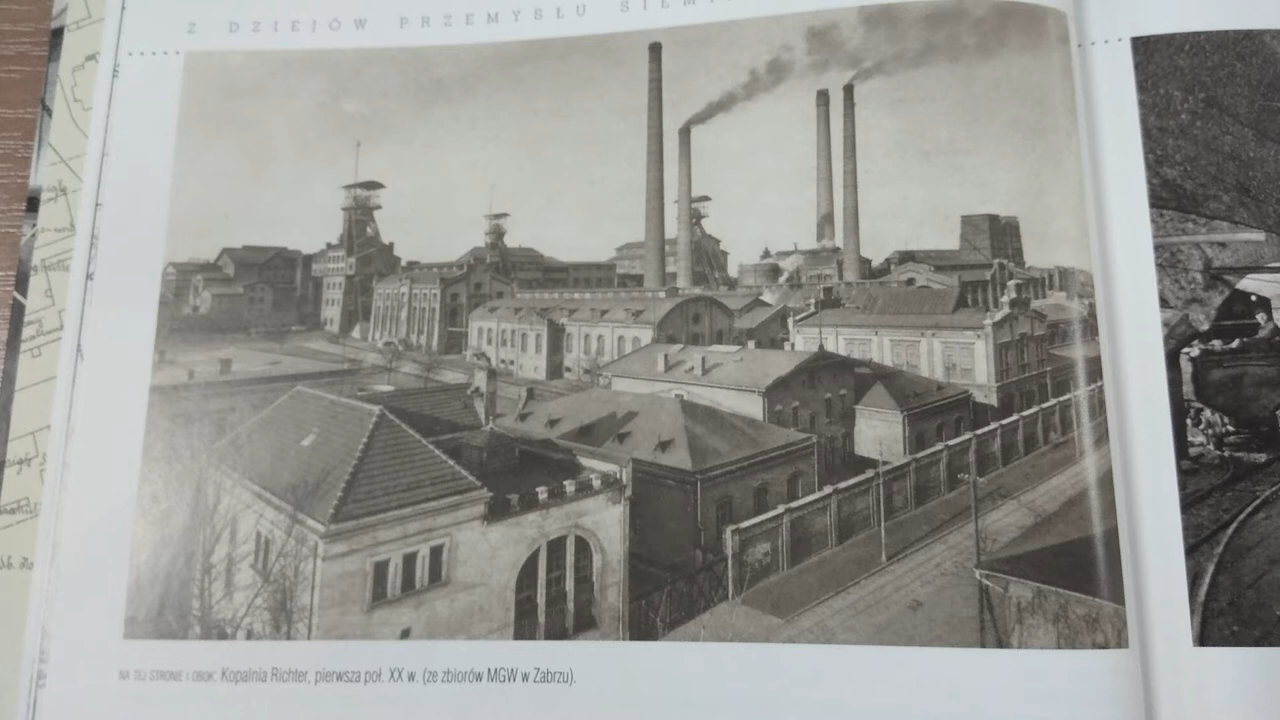 Z DZIEJÓW PRZEMYSŁU
NA TEJ STRONIE I OBOK: Kopalnia Richter, pierwsza poł. XX w. (ze zbiorów MGW w Zabrzu).